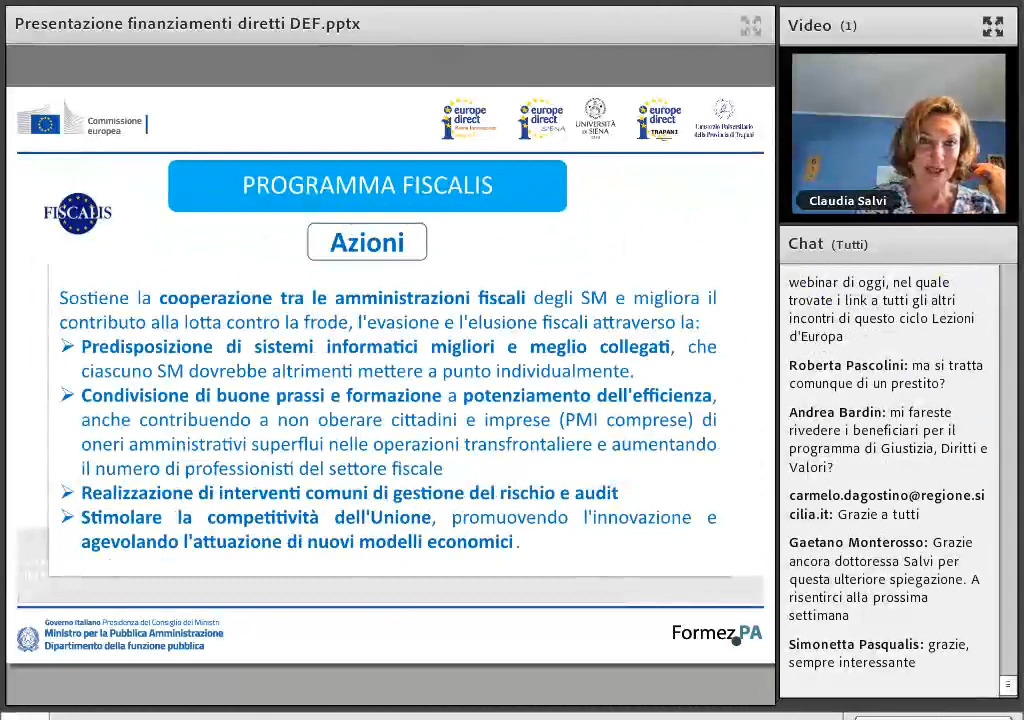 Presentazione finanziamenti diretti DEF.pptx
Commissione
europea
europe
direct
europe
direct
SIENA
UNIVERSITÀ
DI SIENA
1240
europe
direct
TRAPANI
Consorzio Universitario
della Provincia di Trapani
PROGRAMMA FISCALIS
FISCALIS
Azioni
Sostiene la cooperazione tra le amministrazioni fiscali degli SM e migliora il
contributo alla lotta contro la frode, l'evasione e l'elusione fiscali attraverso la:
➢ Predisposizione di sistemi informatici migliori e meglio collegati, che
ciascuno SM dovrebbe altrimenti mettere a punto individualmente.
➢ Condivisione di buone prassi e formazione a potenziamento dell'efficienza,
anche contribuendo a non oberare cittadini e imprese (PMI comprese) di
oneri amministrativi superflui nelle operazioni transfrontaliere e aumentando
il numero di professionisti del settore fiscale
➢ Realizzazione di interventi comuni di gestione del rischio e audit
➢ Stimolare la competitività dell'Unione, promuovendo l'innovazione e
agevolando l'attuazione di nuovi modelli economici.
Governo Italiano Presidenza del Consiglio dei Ministri
Ministro per la Pubblica Amministrazione
Dipartimento della funzione pubblica
Formez PA
Video (1)
Claudia Salvi
Chat (Tutti)
webinar di oggi, nel quale
trovate i link a tutti gli altri
incontri di questo ciclo Lezioni
d'Europa
Roberta Pascolini: ma si tratta
comunque di un prestito?
Andrea Bardin: mi fareste
rivedere i beneficiari per il
programma di Giustizia, Diritti e
Valori?
carmelo.dagostino@regione.si
cilia.it: Grazie a tutti
Gaetano Monterosso: Grazie
ancora dottoressa Salvi per
questa ulteriore spiegazione. A
risentirci alla prossima
settimana
Simonetta Pasqualis: grazie,
sempre interessante